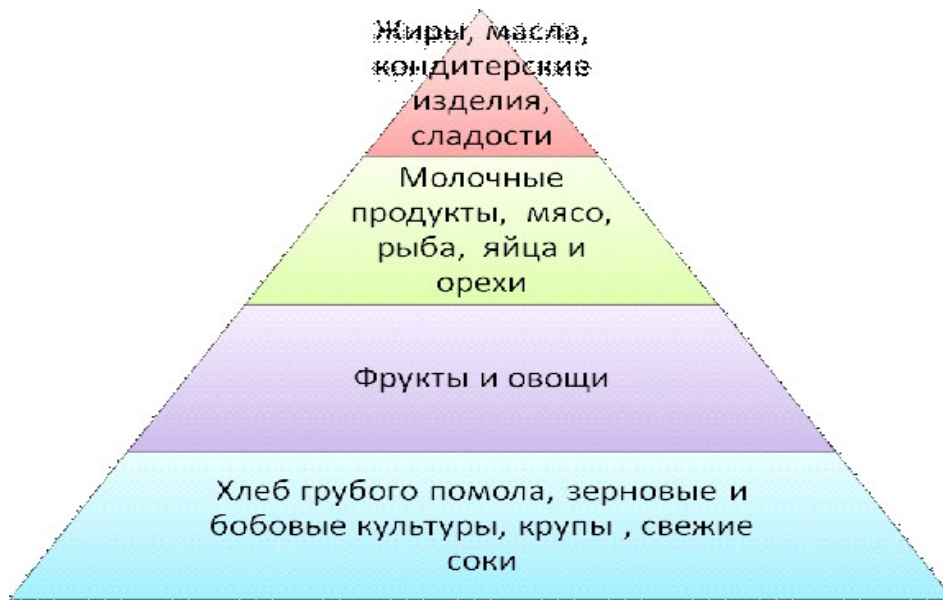 Жиры, масла,
кондитерские
изделия,
сладости
Молочные
продукты, мясо,
рыба, яйца и
орехи
Фрукты и овощи
Хлеб грубого помола, зерновые и
бобовые культуры, крупы , свежие
соки